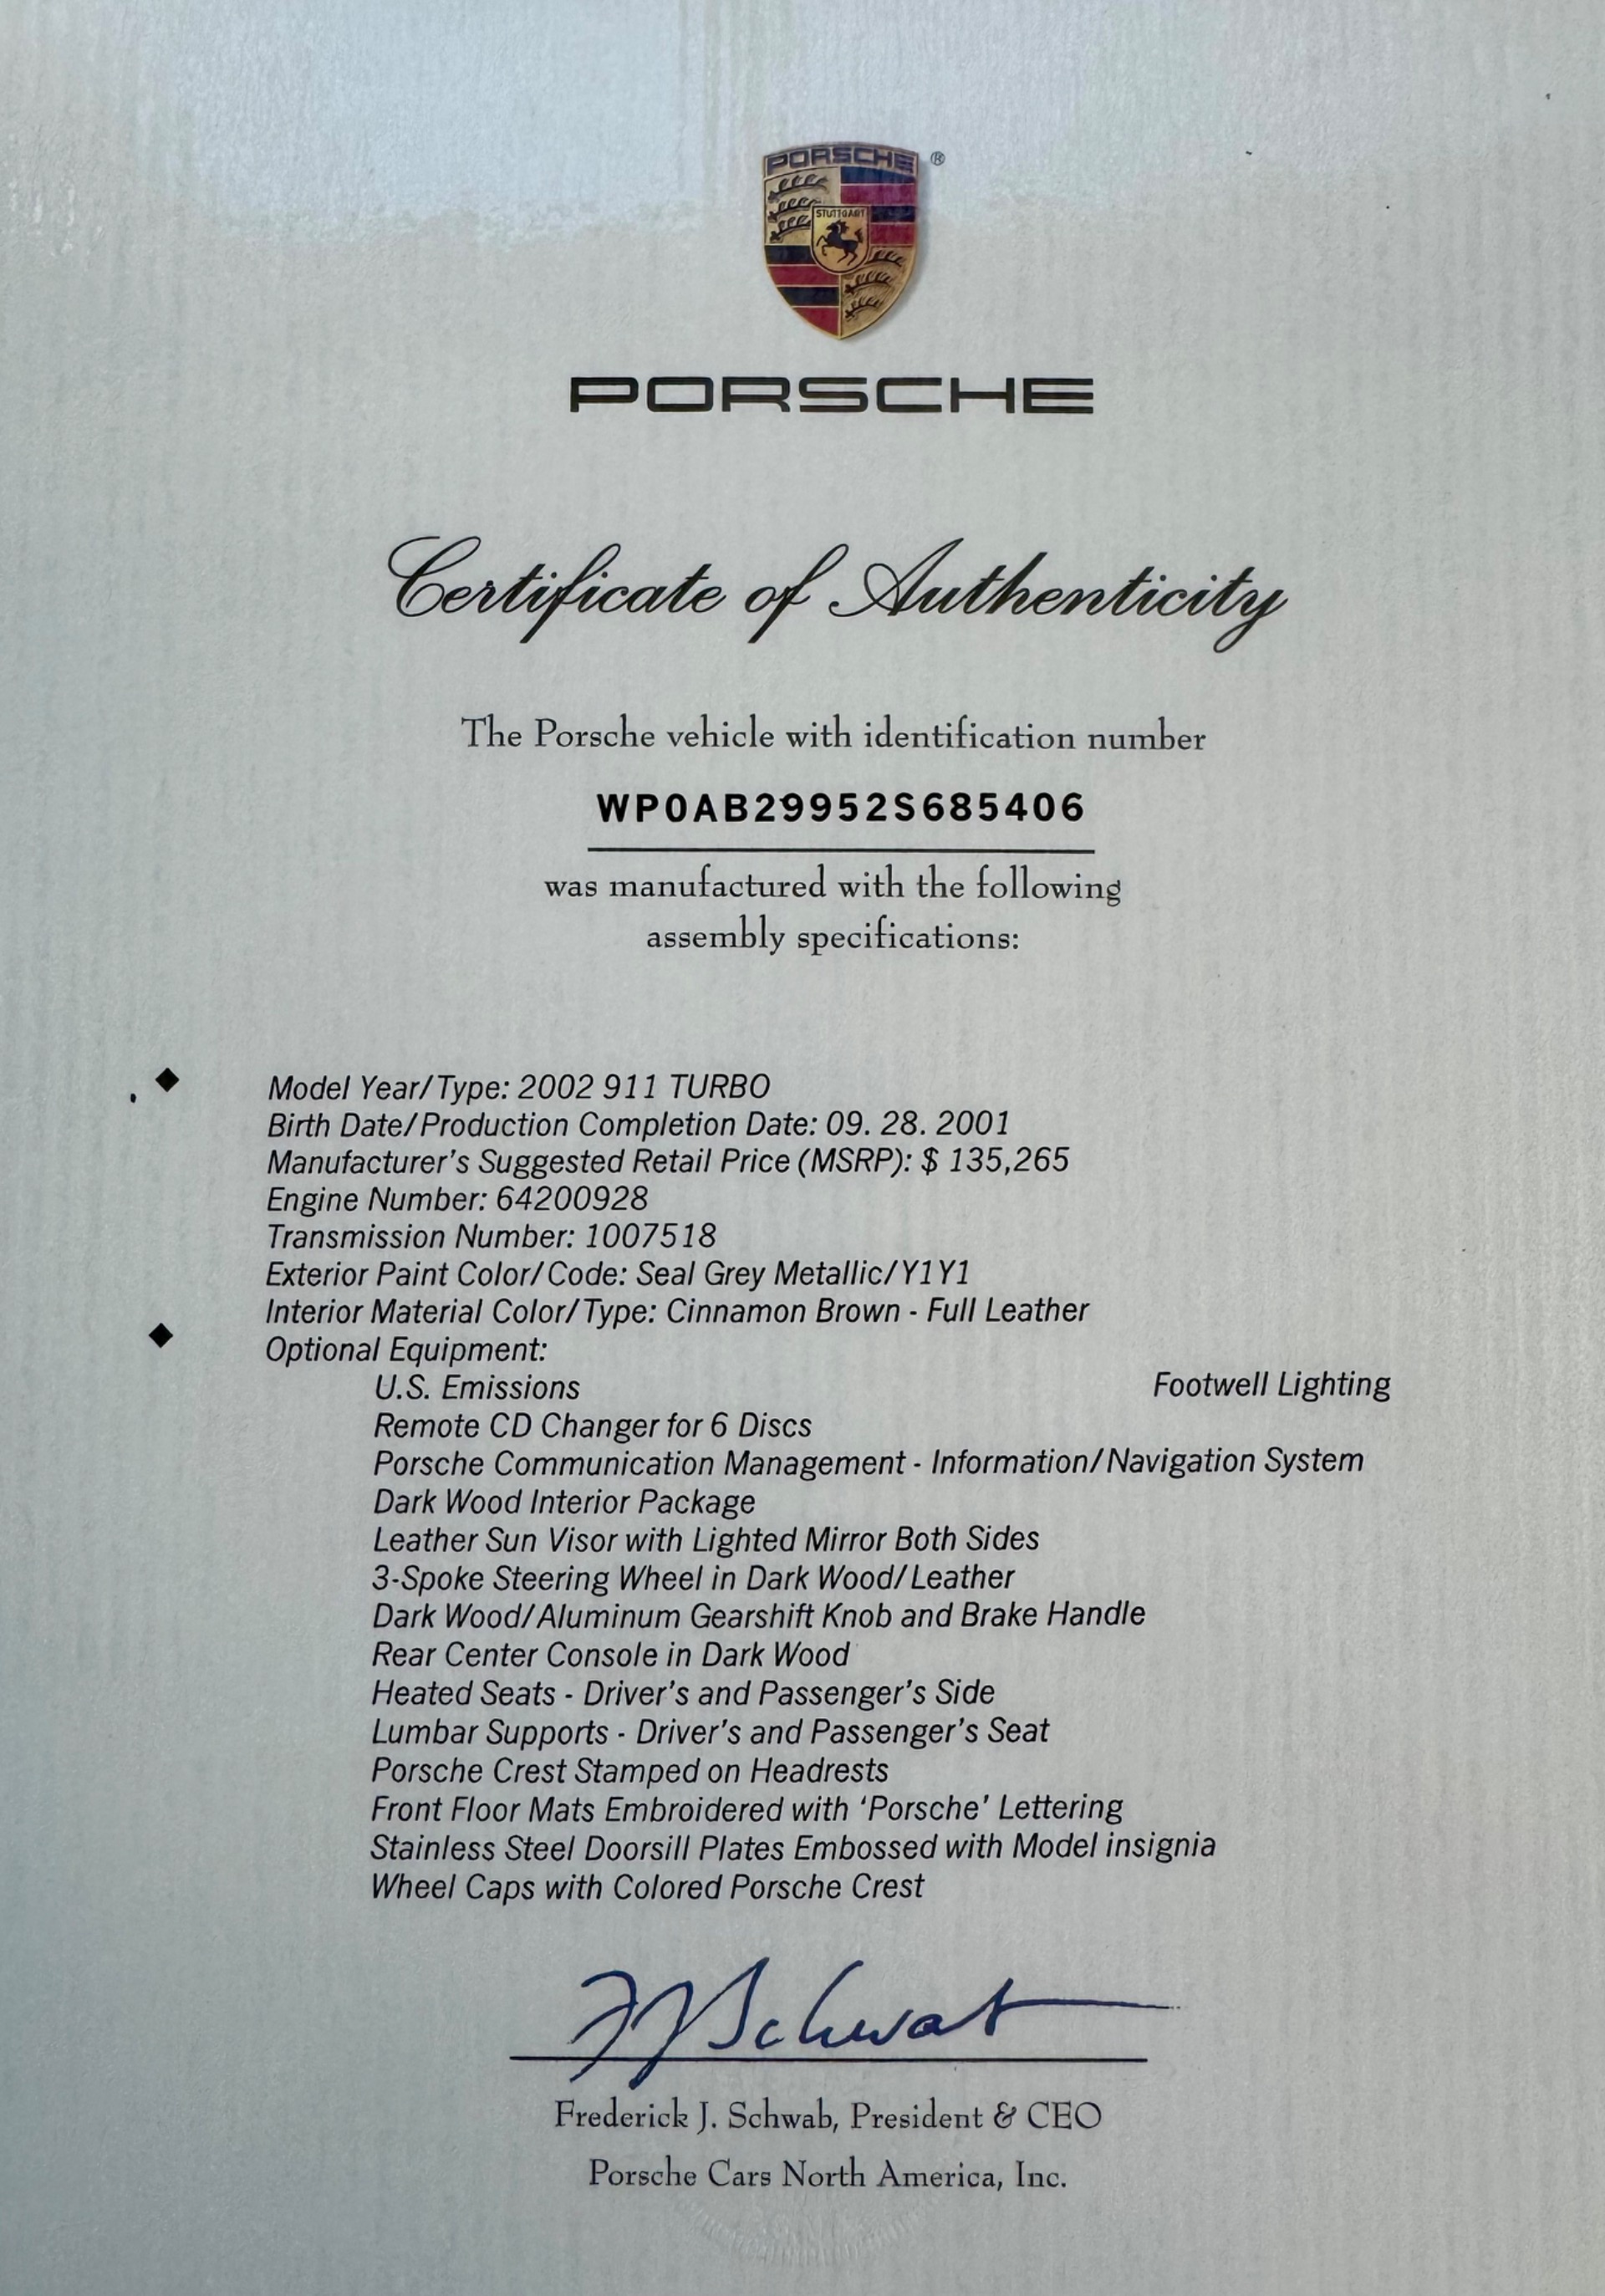 PORSCHE ®
STUTTGART
PORSCHE
Certificate of Authenticity
The Porsche vehicle with identification number
WP0AB29952S685406
was manufactured with the following
assembly specifications:
Model Year/Type: 2002 911 TURBO
Birth Date/Production Completion Date: 09. 28. 2001
Manufacturer's Suggested Retail Price (MSRP): $ 135,265
Engine Number: 64200928
Transmission Number: 1007518
Exterior Paint Color/Code: Seal Grey Metallic/Y1Y1
Interior Material Color/Type: Cinnamon Brown - Full Leather
Optional Equipment:
U.S. Emissions Footwell Lighting
Remote CD Changer for 6 Discs
Porsche Communication Management - Information/Navigation System
Dark Wood Interior Package
Leather Sun Visor with Lighted Mirror Both Sides
3-Spoke Steering Wheel in Dark Wood/Leather
Dark Wood/Aluminum Gearshift Knob and Brake Handle
Rear Center Console in Dark Wood
Heated Seats - Driver's and Passenger's Side
Lumbar Supports - Driver's and Passenger's Seat
Porsche Crest Stamped on Headrests
Front Floor Mats Embroidered with 'Porsche' Lettering
Stainless Steel Doorsill Plates Embossed with Model insignia
Wheel Caps with Colored Porsche Crest
FJSchwab
Frederick J. Schwab, President & CEO
Porsche Cars North America, Inc.